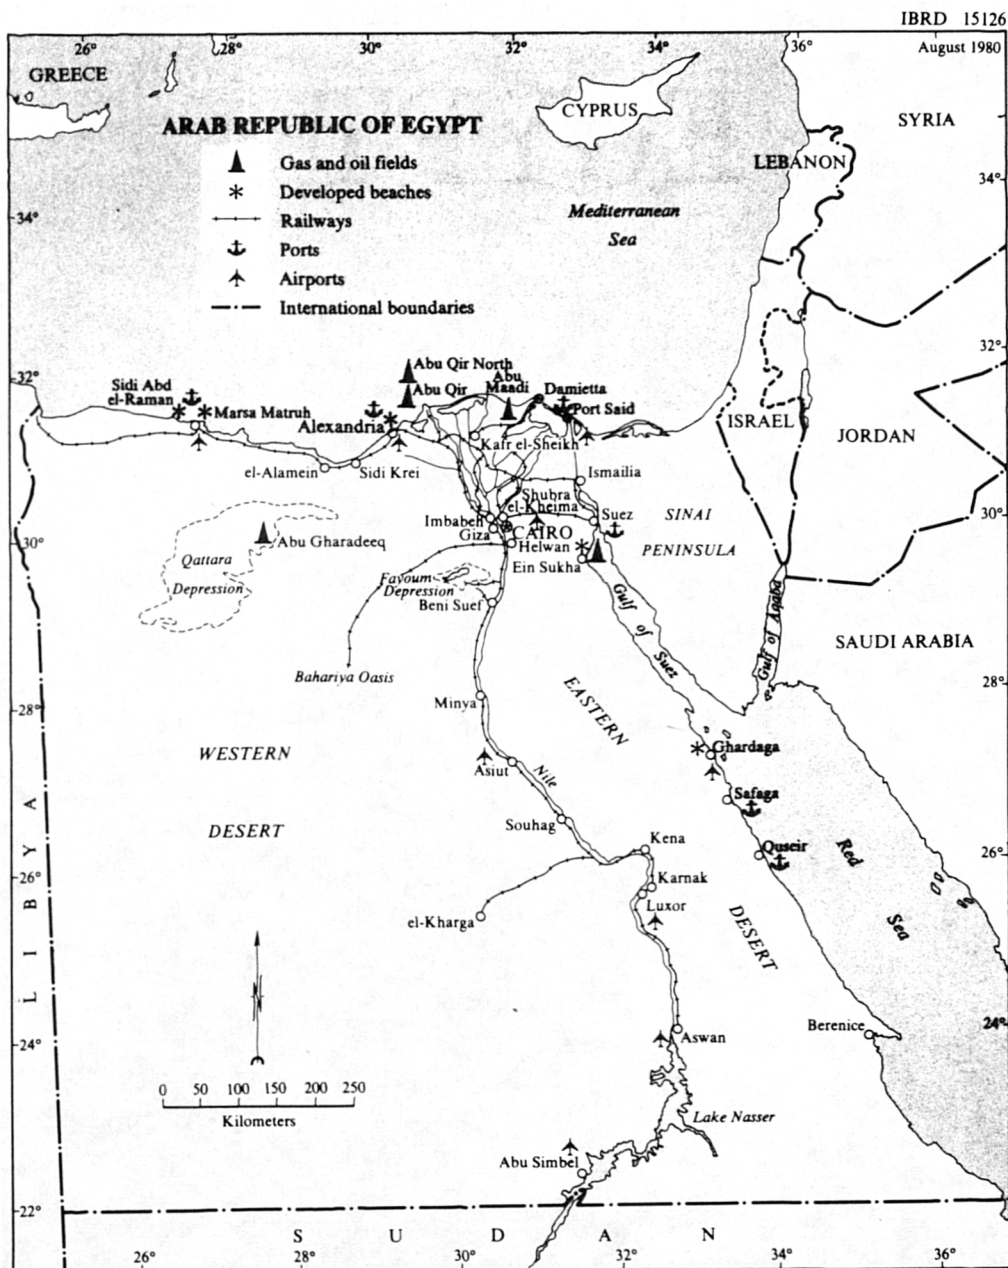 IBRD 15126
August 1980
26°
28°
30°
32°
34°
36°
GREECE
CYPRUS
SYRIA
LEBANON
ARAB REPUBLIC OF EGYPT
Gas and oil fields
Developed beaches
Railways
Ports
Airports
International boundaries
34°
34°
Mediterranean
Sea
32°
32°
Abu Qir North
Abu Qir
Abu
Maadi
Damietta
Port Said
Sidi Abd
el-Raman
Marsa Matruh
Alexandria
Kafr el-Sheikh
ISRAEL
JORDAN
el-Alamein
Sidi Krei
Ismailia
Shubra
el-Kheima
Suez
SINAI
PENINSULA
Imbabeh
Giza
CAIRO
Helwan
Ein Sukha
30°
30°
Abu Gharadeeq
Qattara
Depression
Fayoum
Depression
Beni Suef
Gulf of Suez
Gulf of Aqaba
SAUDI ARABIA
Bahariya Oasis
28°
28°
Minya
EASTERN
DESERT
WESTERN
DESERT
Ghardaga
Asiut
Nile
Safaga
Souhag
Quseir
Red
Sea
Kena
26°
26°
Karnak
Luxor
el-Kharga
LIBYA
24°
24°
Berenice
Aswan
0 50 100 150 200 250
Kilometers
Lake Nasser
Abu Simbel
22°
22°
SUDAN
26°
28°
30°
32°
34°
36°